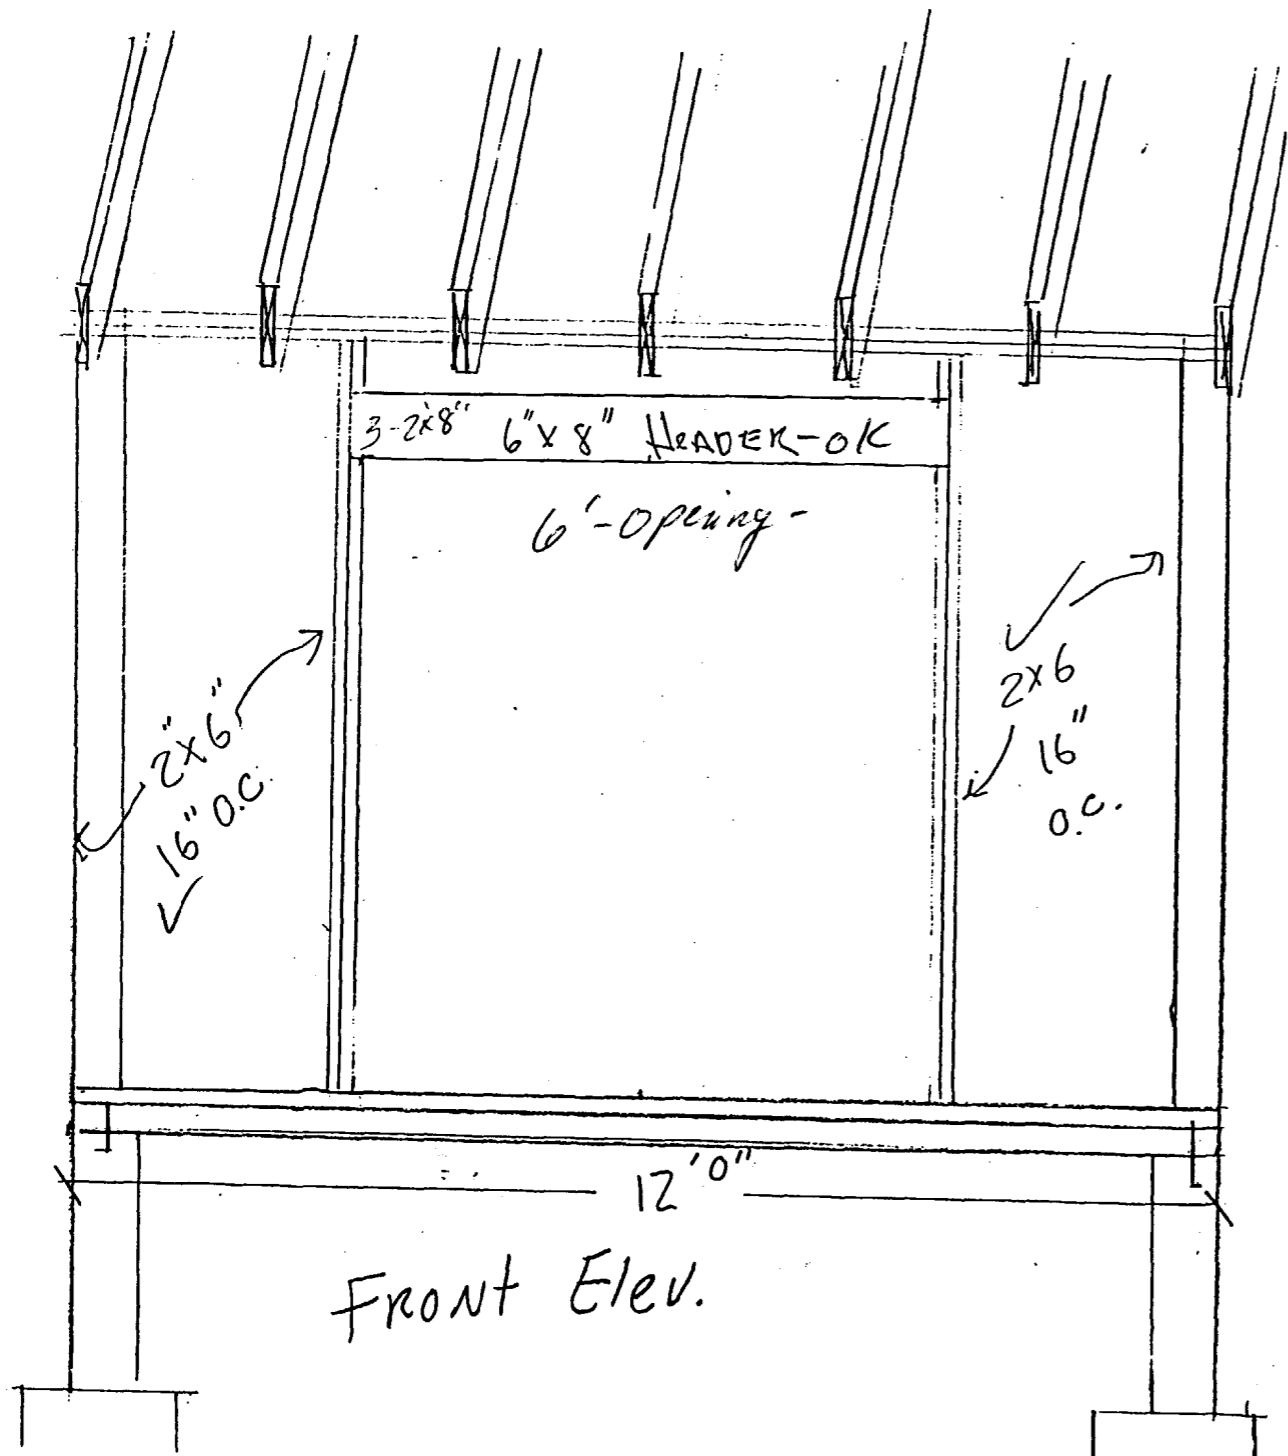 3-2x8" 6"x8" HEADER-OK
6'-Opening-
2"x6"
16" O.C.
✓
✓
2x6
16"
O.C.
12'0"
FRONT Elev.